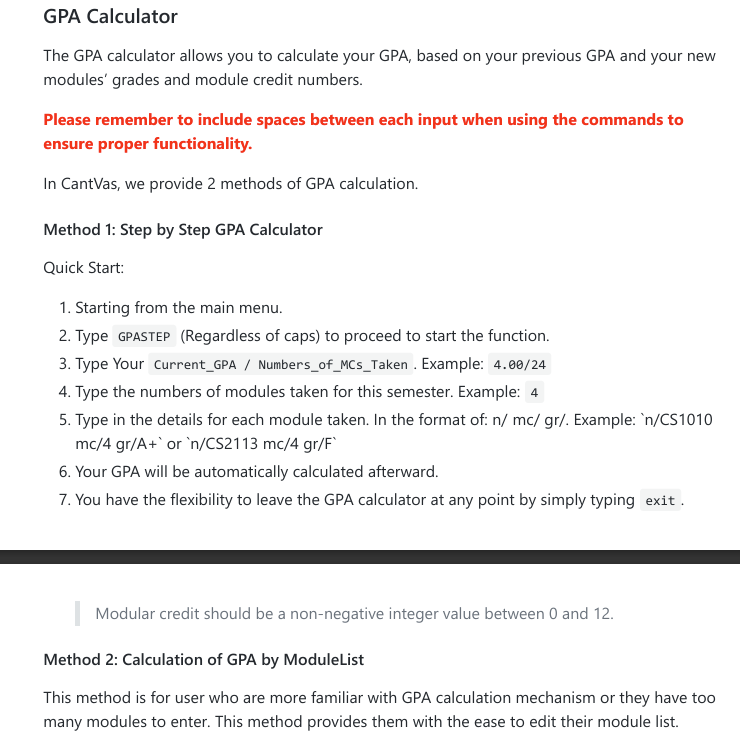 GPA Calculator
The GPA calculator allows you to calculate your GPA, based on your previous GPA and your new
modules’ grades and module credit numbers.
Please remember to include spaces between each input when using the commands to
ensure proper functionality.
In CantVas, we provide 2 methods of GPA calculation.
Method 1: Step by Step GPA Calculator
Quick Start:
1. Starting from the main menu.
2. Type GPASTEP (Regardless of caps) to proceed to start the function.
3. Type Your Current_GPA / Numbers_of_MCs_Taken . Example: 4.00/24
4. Type the numbers of modules taken for this semester. Example: 4
5. Type in the details for each module taken. In the format of: n/ mc/ gr/. Example: `n/CS1010
mc/4 gr/A+` or `n/CS2113 mc/4 gr/F`
6. Your GPA will be automatically calculated afterward.
7. You have the flexibility to leave the GPA calculator at any point by simply typing exit .
Modular credit should be a non-negative integer value between 0 and 12.
Method 2: Calculation of GPA by ModuleList
This method is for user who are more familiar with GPA calculation mechanism or they have too
many modules to enter. This method provides them with the ease to edit their module list.